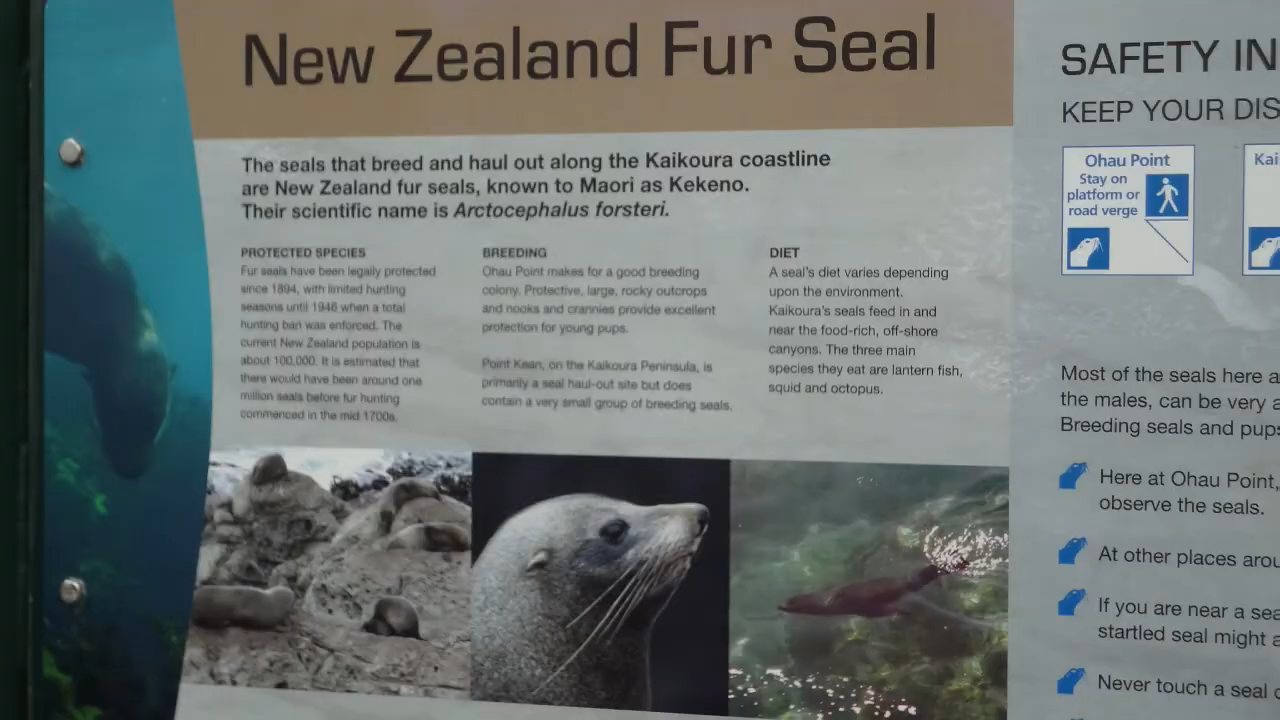 New Zealand Fur Seal
The seals that breed and haul out along the Kaikoura coastline
are New Zealand fur seals, known to Maori as Kekeno.
Their scientific name is Arctocephalus forsteri.
PROTECTED SPECIES
Fur seals have been legally protected
since 1894, with limited hunting
seasons until 1946 when a total
hunting ban was enforced. The
current New Zealand population is
about 100,000. It is estimated that
there would have been around one
million seals before fur hunting
commenced in the mid 1700s.
BREEDING
Ohau Point makes for a good breeding
colony. Protective, large, rocky outcrops
and nooks and crannies provide excellent
protection for young pups.
Point Kean, on the Kaikoura Peninsula, is
primarily a seal haul-out site but does
contain a very small group of breeding seals.
DIET
A seal's diet varies depending
upon the environment.
Kaikoura's seals feed in and
near the food-rich, off-shore
canyons. The three main
species they eat are lantern fish,
squid and octopus.
SAFETY IN
KEEP YOUR DIS
Ohau Point
Stay on
platform or
road verge
Kai
Most of the seals here a
the males, can be very a
Breeding seals and pups
Here at Ohau Point,
observe the seals.
At other places arou
If you are near a sea
startled seal might a
Never touch a seal o